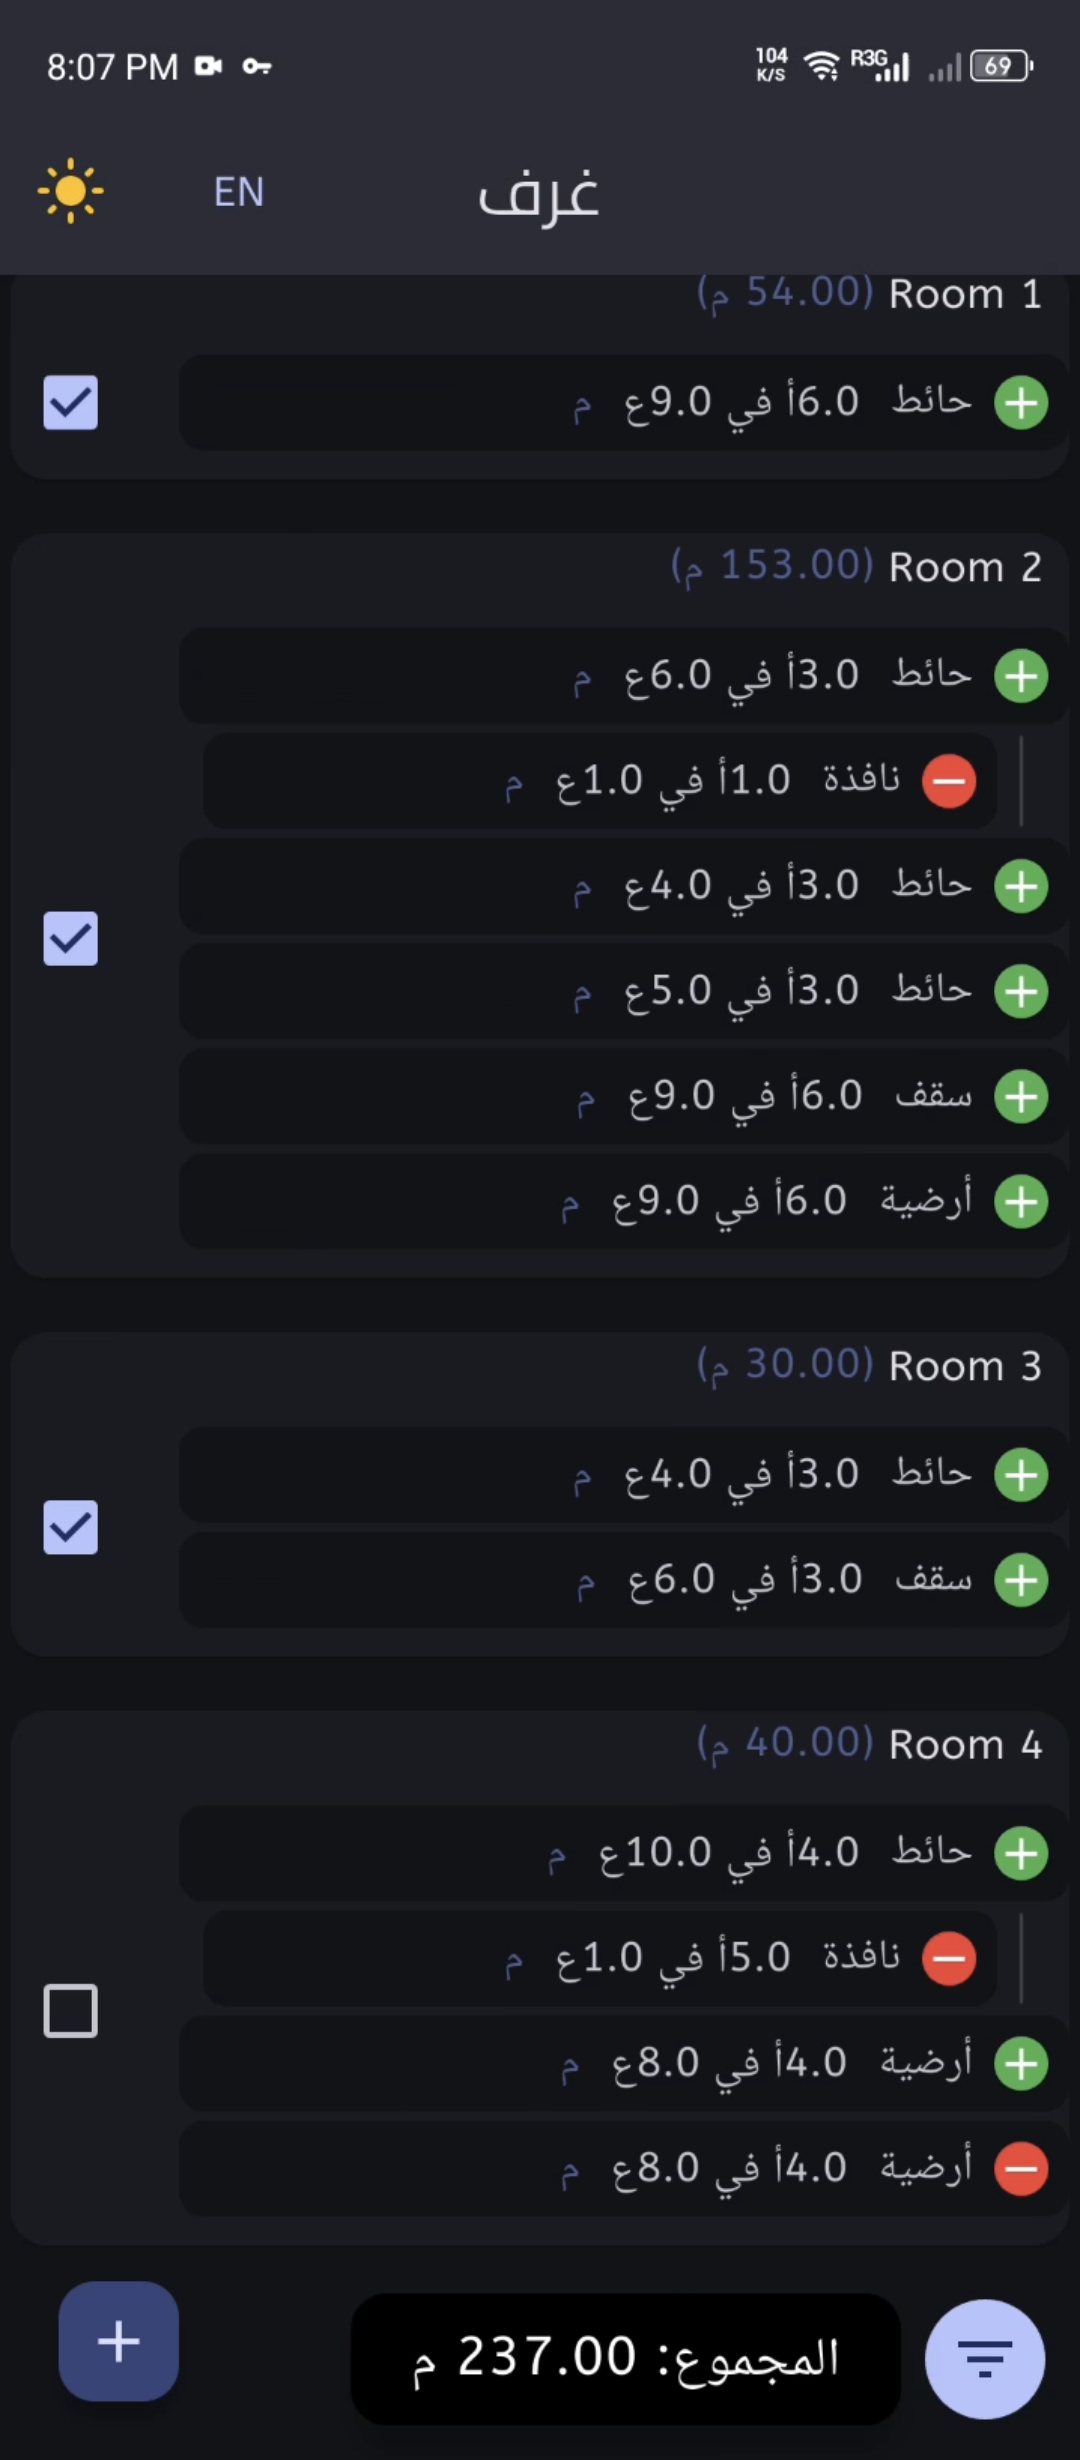 8:07 PM 104 K/S R3G 69
غرف EN
Room 1 (54.00 م)
حائط 6.0أ في 9.0ع م
Room 2 (153.00 م)
حائط 3.0أ في 6.0ع م
نافذة 1.0أ في 1.0ع م
حائط 3.0أ في 4.0ع م
حائط 3.0أ في 5.0ع م
سقف 6.0أ في 9.0ع م
أرضية 6.0أ في 9.0ع م
Room 3 (30.00 م)
حائط 3.0أ في 4.0ع م
سقف 3.0أ في 6.0ع م
Room 4 (40.00 م)
حائط 4.0أ في 10.0ع م
نافذة 5.0أ في 1.0ع م
أرضية 4.0أ في 8.0ع م
أرضية 4.0أ في 8.0ع م
المجموع: 237.00 م